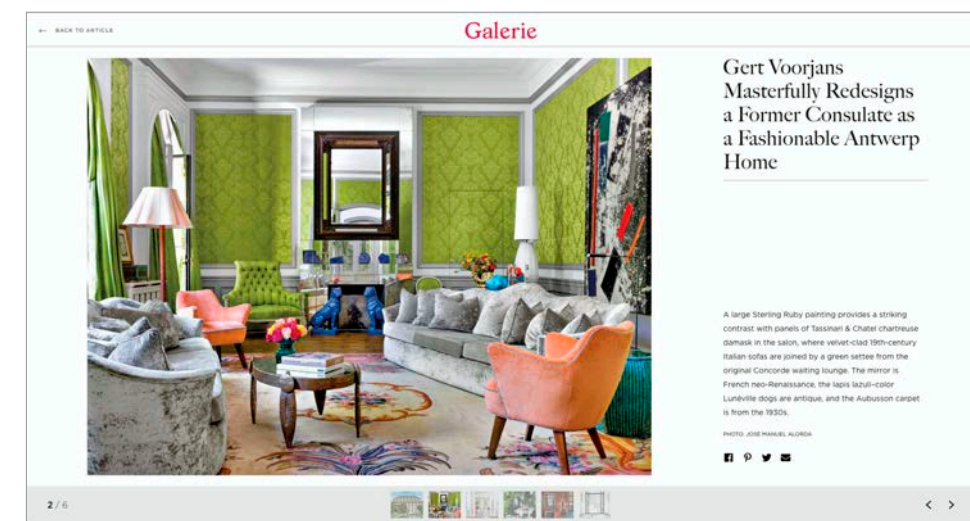 ← BACK TO ARTICLE
Galerie
Gert Voorjans
Masterfully Redesigns
a Former Consulate as
a Fashionable Antwerp
Home
A large Sterling Ruby painting provides a striking
contrast with panels of Tassinari & Chatel chartreuse
damask in the salon, where velvet-clad 19th-century
Italian sofas are joined by a green settee from the
original Concorde waiting lounge. The mirror is
French neo-Renaissance, the lapis lazuli–color
Lunéville dogs are antique, and the Aubusson carpet
is from the 1930s.
PHOTO: JOSÉ MANUEL ALORDA
2 / 6